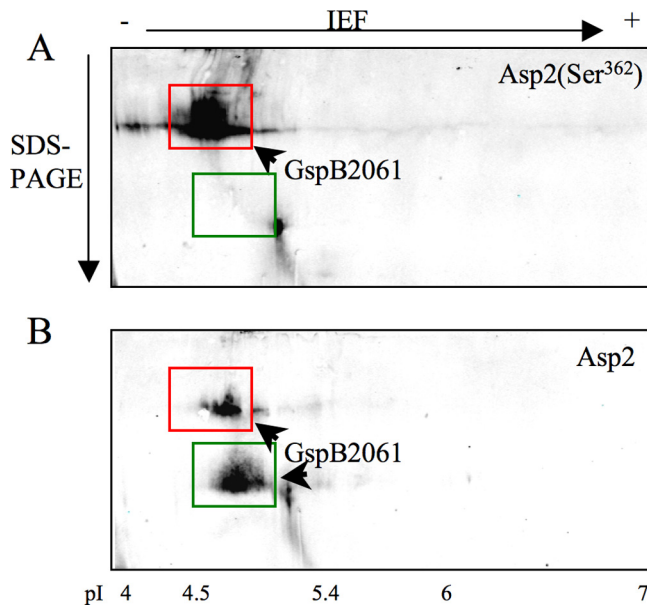 - IEF +
A
Asp2(Ser³⁶²)
SDS-
PAGE
GspB2061
B
Asp2
GspB2061
pI 4 4.5 5.4 6 7